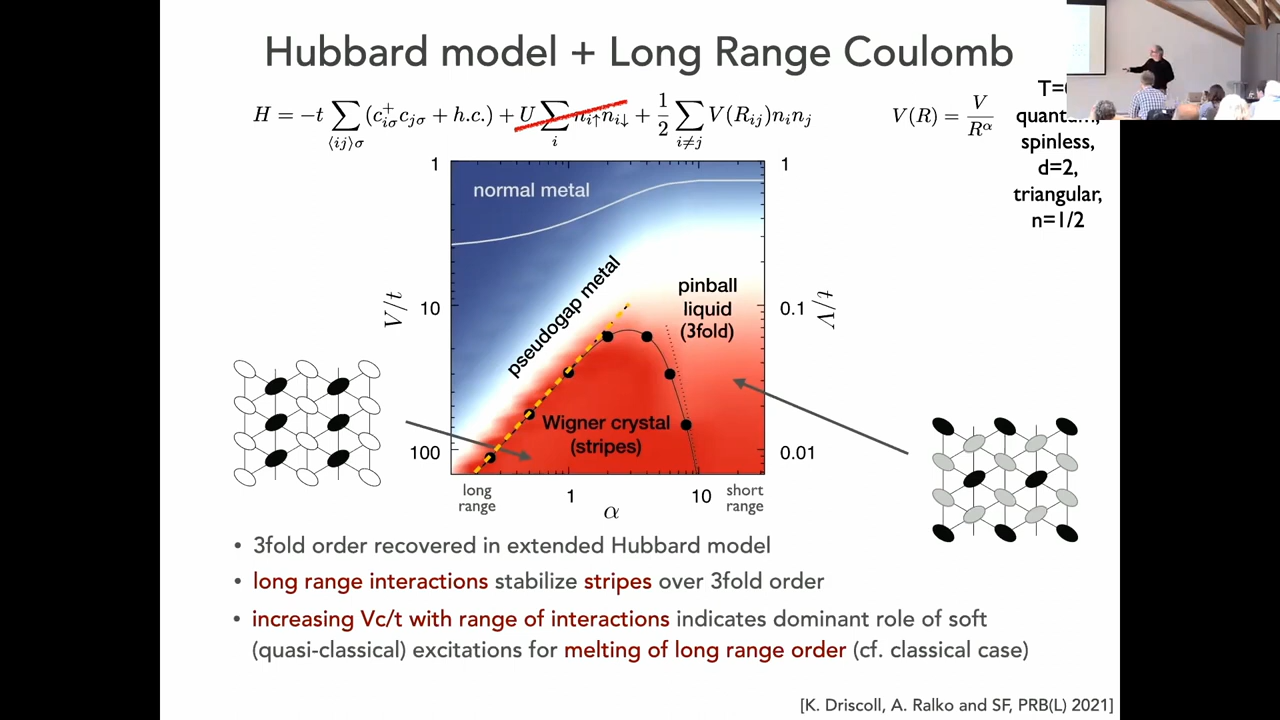 Hubbard model + Long Range Coulomb
H = −t ∑⟨ij⟩σ (c⁺iσ cjσ + h.c.) + U ∑i ni↑ni↓ + 1/2 ∑i≠j V(Rij)ninj
V(R) = V/R^α
quantum,
spinless,
d=2,
triangular,
n=1/2
1
1
normal metal
V/t
10
pseudogap metal
pinball
liquid
(3fold)
0.1
t/V
Wigner crystal
(stripes)
100
0.01
long
range
1
10
short
range
α
• 3fold order recovered in extended Hubbard model
• long range interactions stabilize stripes over 3fold order
• increasing Vc/t with range of interactions indicates dominant role of soft
(quasi-classical) excitations for melting of long range order (cf. classical case)
[K. Driscoll, A. Ralko and SF, PRB(L) 2021]